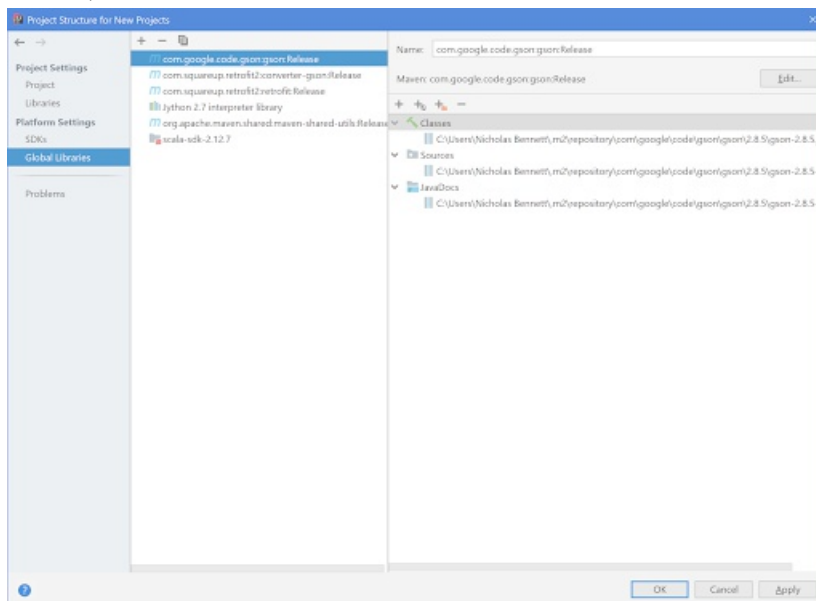 Project Structure for New Projects
Project Settings
Project
Libraries
Platform Settings
SDKs
Global Libraries
Problems
com.google.code.gson:gson:Release
com.squareup.retrofit2:converter-gson:Release
com.squareup.retrofit2:retrofit:Release
Jython 2.7 interpreter library
org.apache.maven.shared:maven-shared-utils:Release
scala-sdk-2.12.7
Name: com.google.code.gson:gson:Release
Maven: com.google.code.gson:gson:Release Edit...
Classes
C:\Users\Nicholas Bennett\.m2\repository\com\google\code\gson\gson\2.8.5\gson-2.8.5
Sources
C:\Users\Nicholas Bennett\.m2\repository\com\google\code\gson\gson\2.8.5\gson-2.8.5
JavaDocs
C:\Users\Nicholas Bennett\.m2\repository\com\google\code\gson\gson\2.8.5\gson-2.8.5
OK Cancel Apply